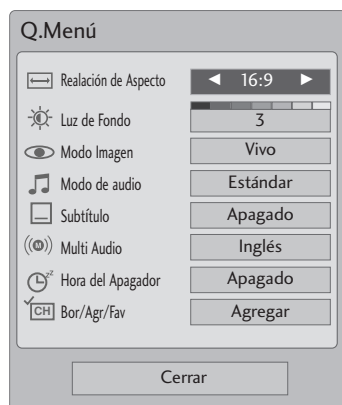 Q.Menú
Realación de Aspecto ◄ 16:9 ►
Luz de Fondo 3
Modo Imagen Vivo
Modo de audio Estándar
Subtítulo Apagado
Multi Audio Inglés
Hora del Apagador Apagado
CH Bor/Agr/Fav Agregar
Cerrar